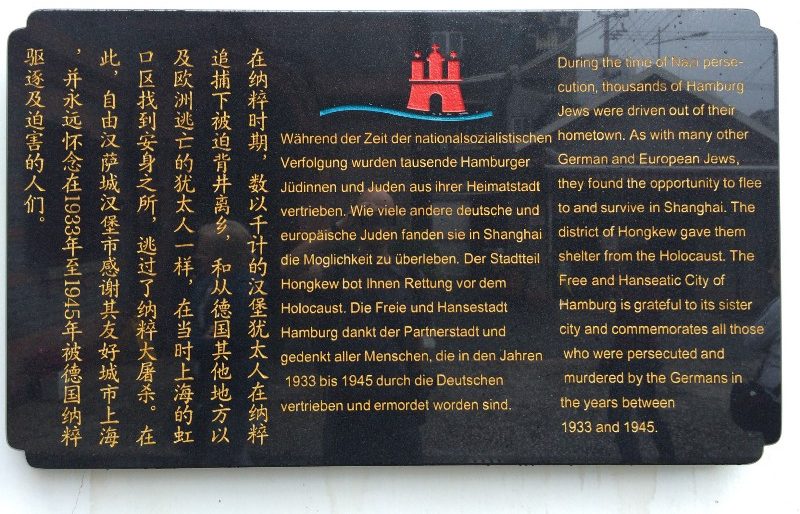 在纳粹时期，数以千计的汉堡犹太人在纳粹
追捕下被迫背井离乡，和从德国其他地方以
及欧洲逃亡的犹太人一样，在当时上海的虹
口区找到安身之所，逃过了纳粹大屠杀。在
此，自由汉萨城汉堡市感谢其友好城市上海
，并永远怀念在1933年至1945年被德国纳粹
驱逐及迫害的人们。
Während der Zeit der nationalsozialistischen
Verfolgung wurden tausende Hamburger
Jüdinnen und Juden aus ihrer Heimatstadt
vertrieben. Wie viele andere deutsche und
europäische Juden fanden sie in Shanghai
die Moglichkeit zu überleben. Der Stadtteil
Hongkew bot Ihnen Rettung vor dem
Holocaust. Die Freie und Hansestadt
Hamburg dankt der Partnerstadt und
gedenkt aller Menschen, die in den Jahren
1933 bis 1945 durch die Deutschen
vertrieben und ermordet worden sind.
During the time of Nazi perse-
cution, thousands of Hamburg
Jews were driven out of their
hometown. As with many other
German and European Jews,
they found the opportunity to flee
to and survive in Shanghai. The
district of Hongkew gave them
shelter from the Holocaust. The
Free and Hanseatic City of
Hamburg is grateful to its sister
city and commemorates all those
who were persecuted and
murdered by the Germans in
the years between
1933 and 1945.